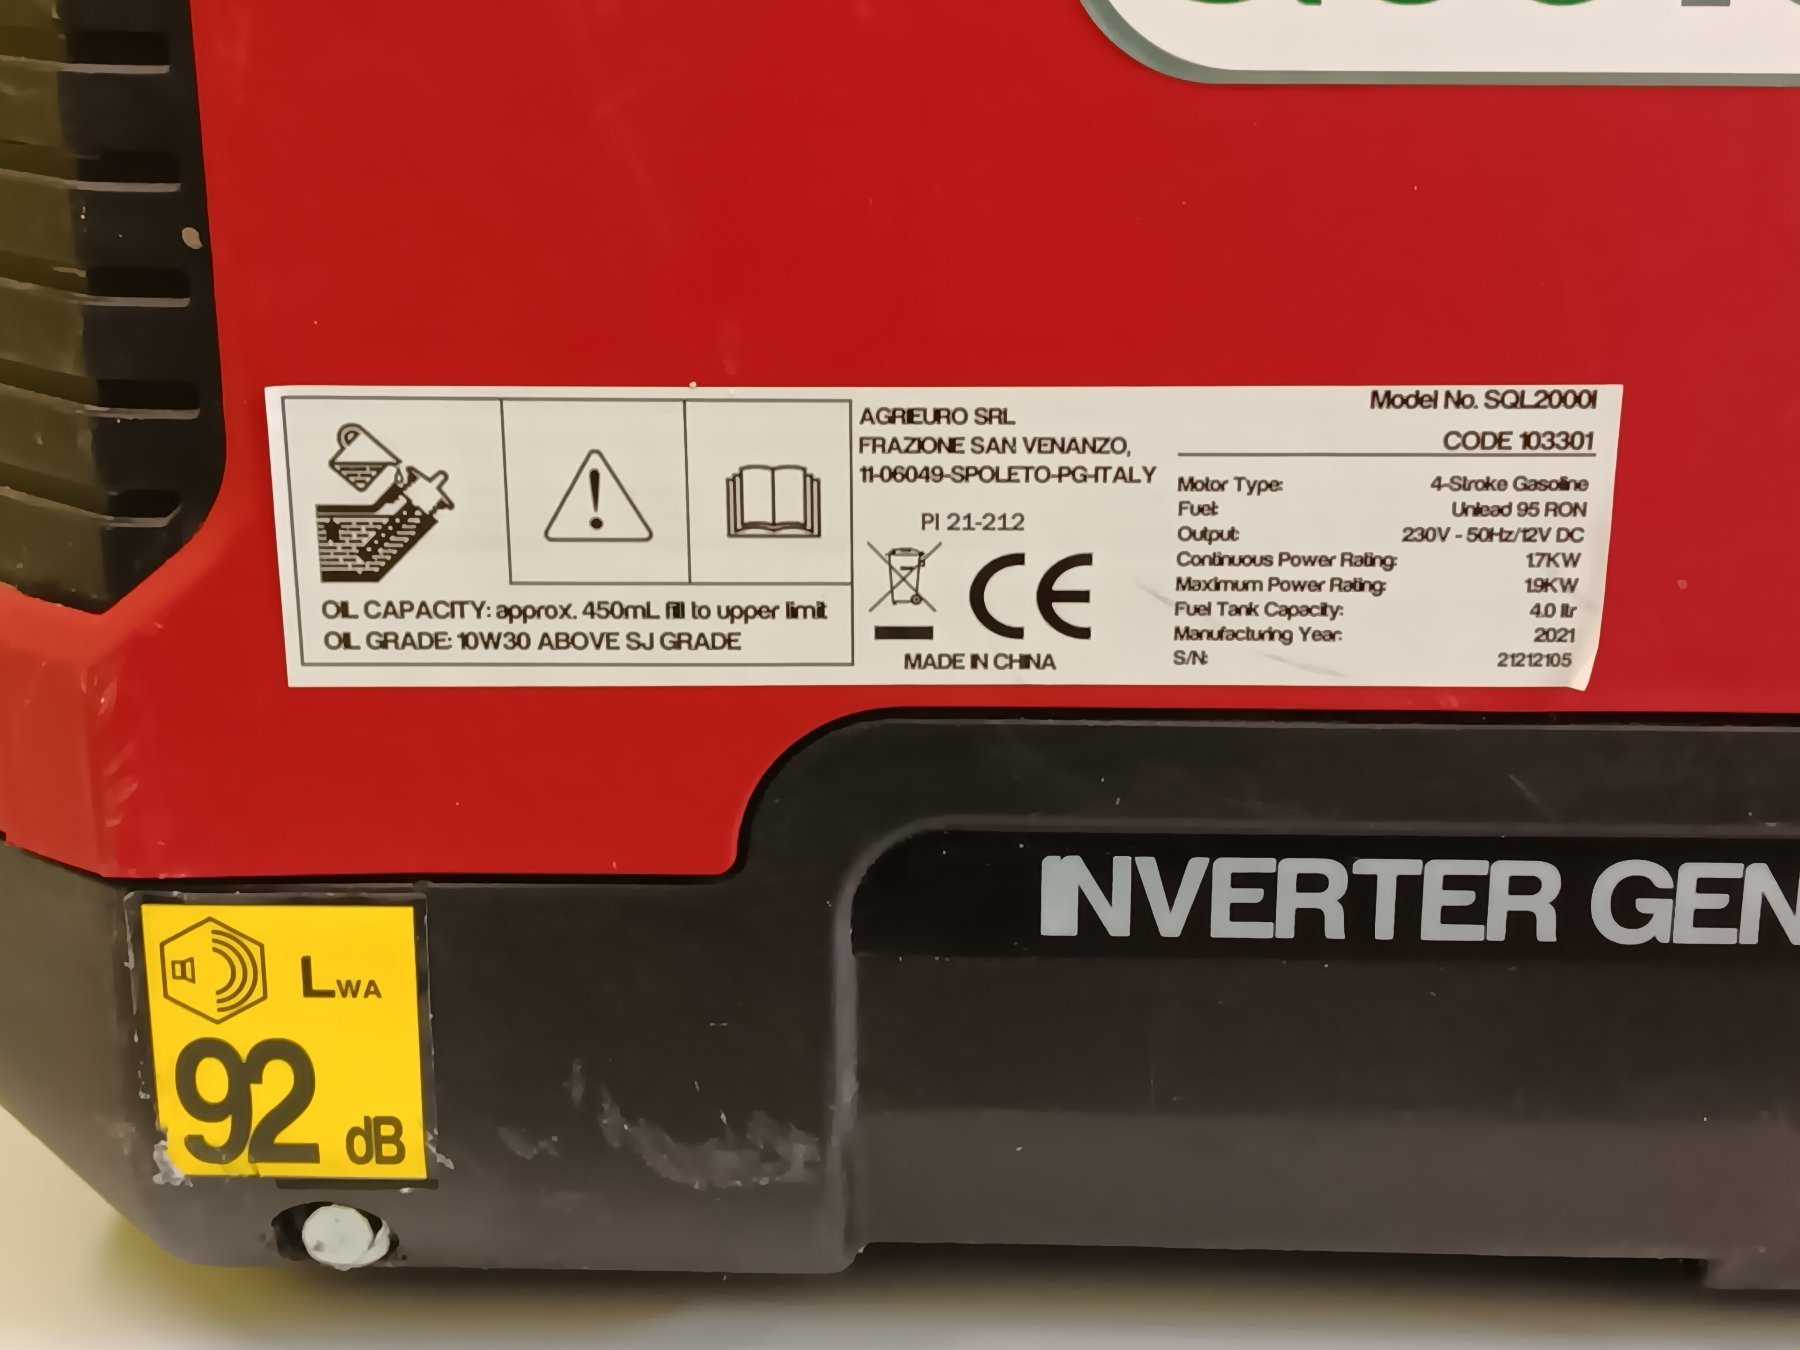 AGRIEURO SRL
FRAZIONE SAN VENANZO,
11-06049-SPOLETO-PG-ITALY
PI 21-212
CE
MADE IN CHINA
OIL CAPACITY: approx. 450mL fill to upper limit
OIL GRADE: 10W30 ABOVE SJ GRADE
Model No. SQL2000I
CODE 103301
Motor Type: 4-Stroke Gasoline
Fuel: Unlead 95 RON
Output: 230V - 50Hz/12V DC
Continuous Power Rating: 1.7KW
Maximum Power Rating: 1.9KW
Fuel Tank Capacity: 4.0 ltr
Manufacturing Year: 2021
S/N: 21212105
INVERTER GEN
LWA
92 dB